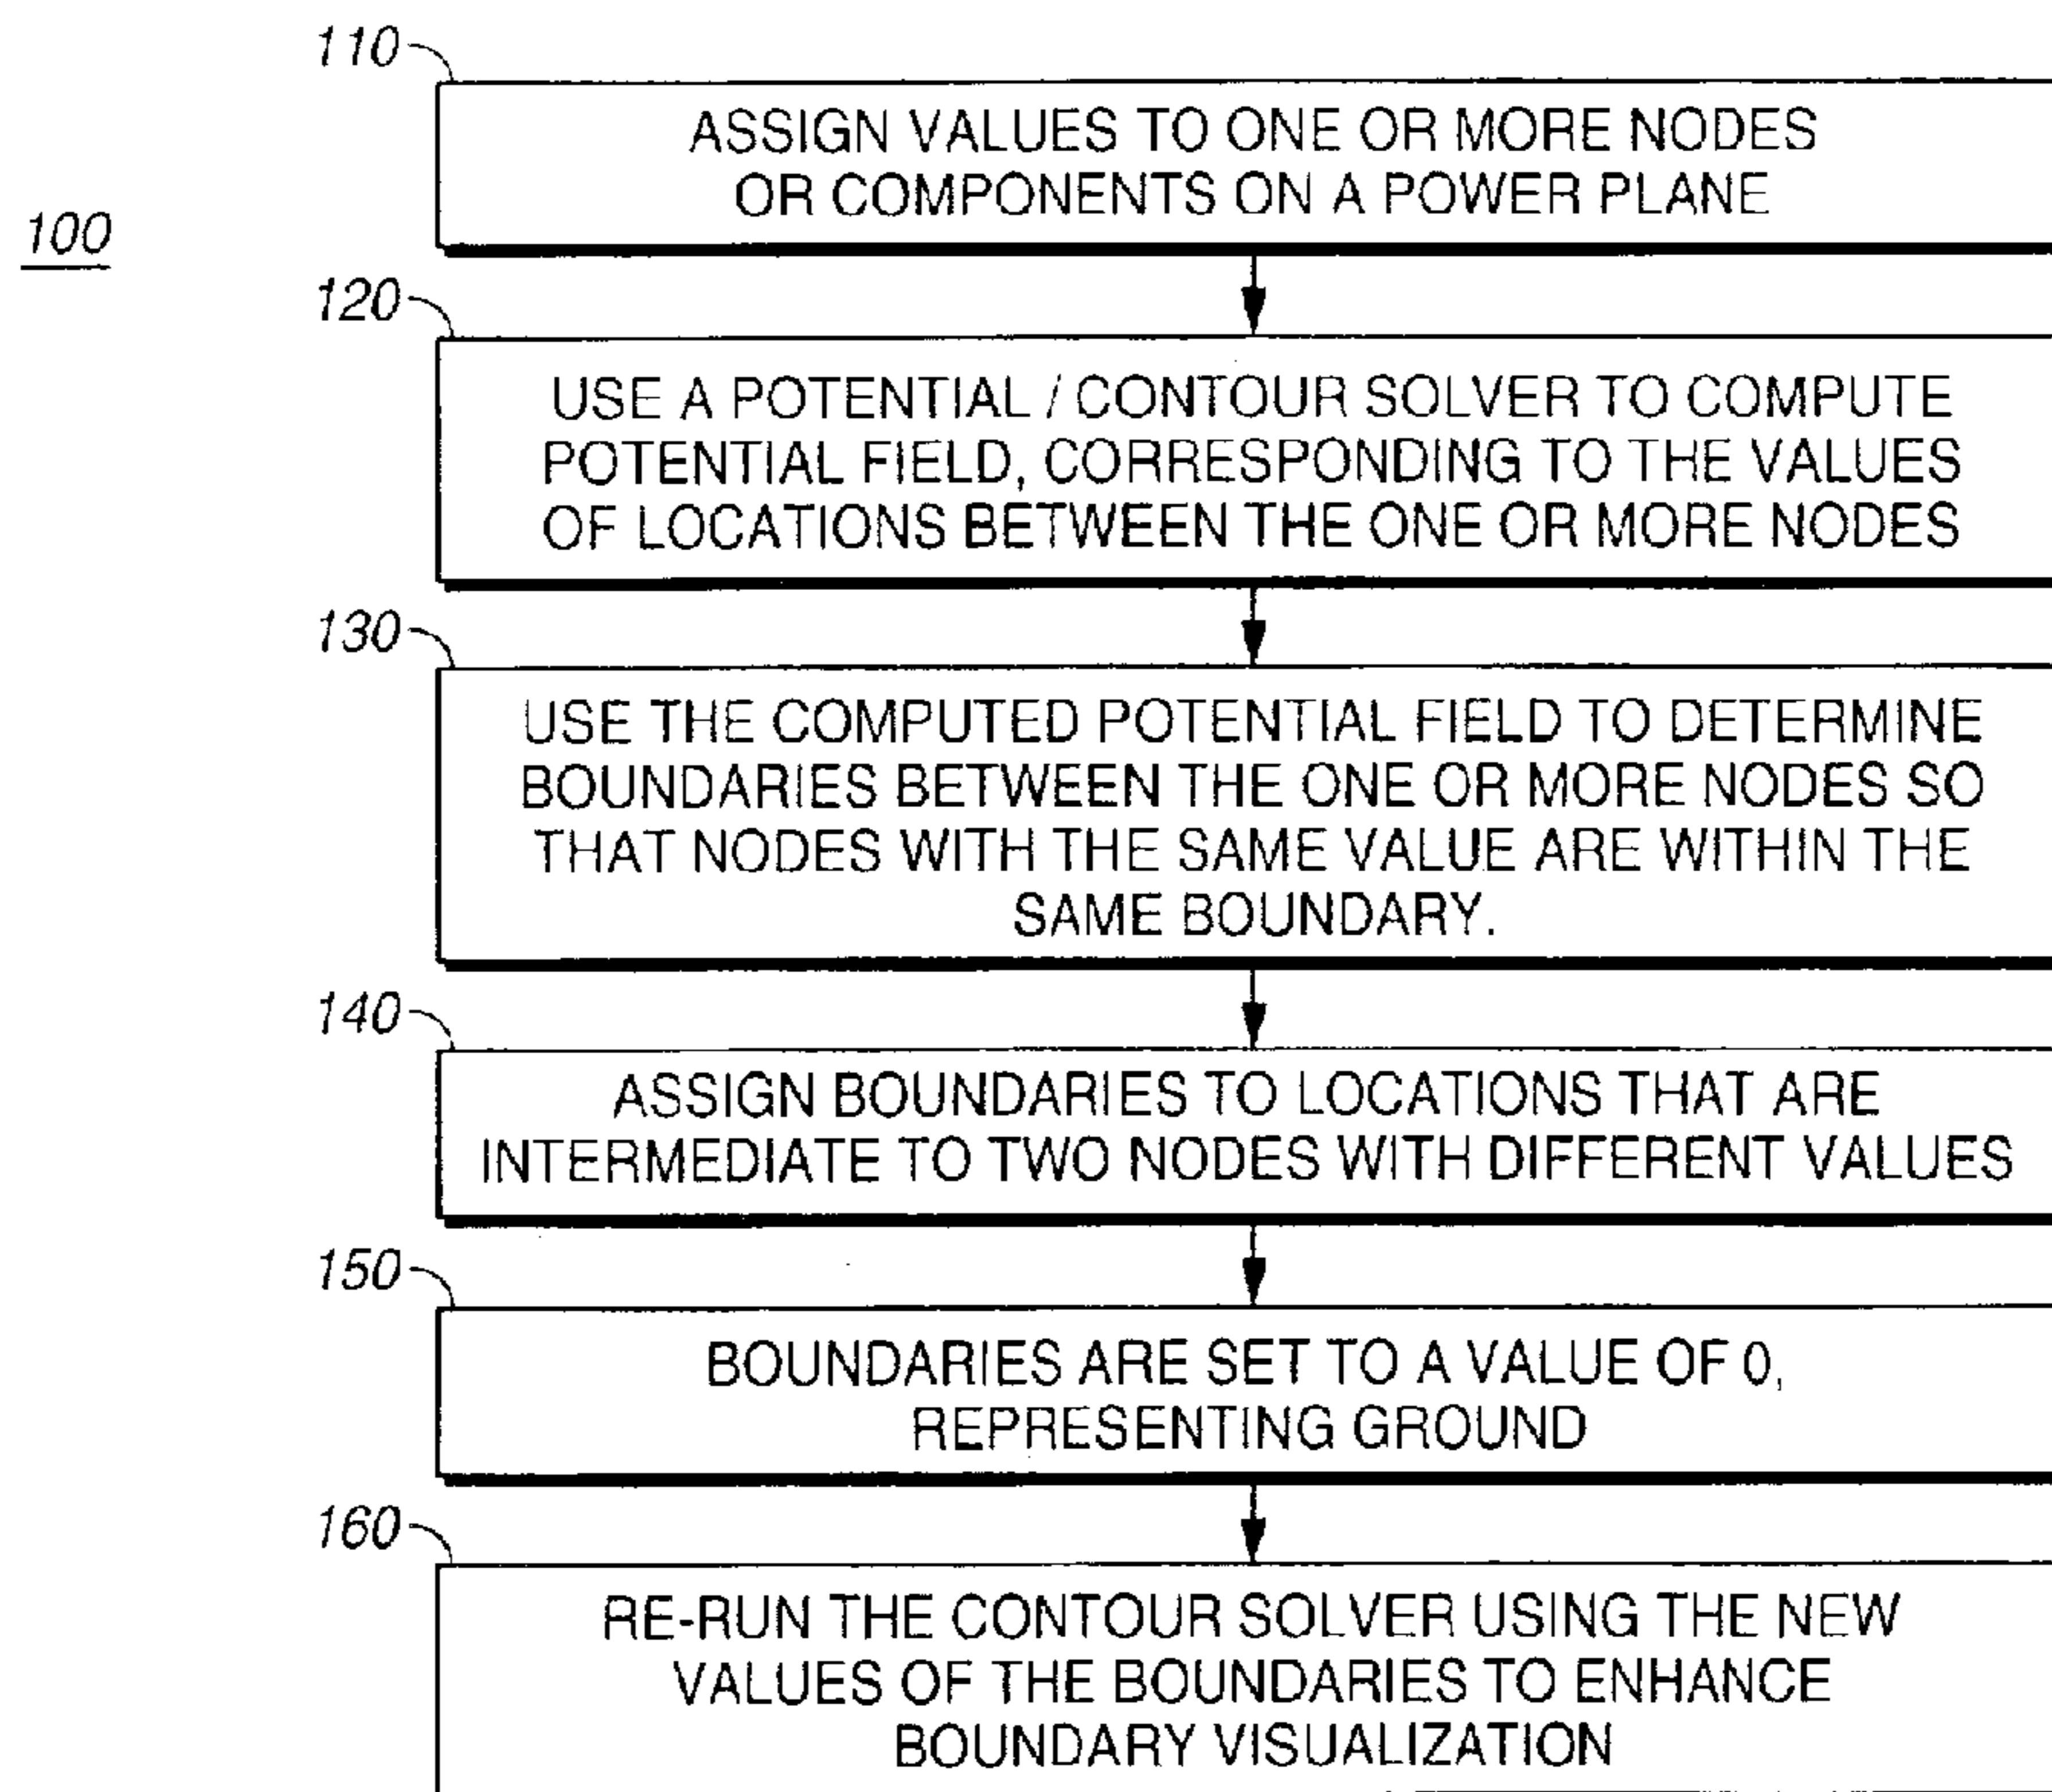 110
ASSIGN VALUES TO ONE OR MORE NODES
OR COMPONENTS ON A POWER PLANE
100
120
USE A POTENTIAL / CONTOUR SOLVER TO COMPUTE
POTENTIAL FIELD, CORRESPONDING TO THE VALUES
OF LOCATIONS BETWEEN THE ONE OR MORE NODES
130
USE THE COMPUTED POTENTIAL FIELD TO DETERMINE
BOUNDARIES BETWEEN THE ONE OR MORE NODES SO
THAT NODES WITH THE SAME VALUE ARE WITHIN THE
SAME BOUNDARY.
140
ASSIGN BOUNDARIES TO LOCATIONS THAT ARE
INTERMEDIATE TO TWO NODES WITH DIFFERENT VALUES
150
BOUNDARIES ARE SET TO A VALUE OF 0,
REPRESENTING GROUND
160
RE-RUN THE CONTOUR SOLVER USING THE NEW
VALUES OF THE BOUNDARIES TO ENHANCE
BOUNDARY VISUALIZATION